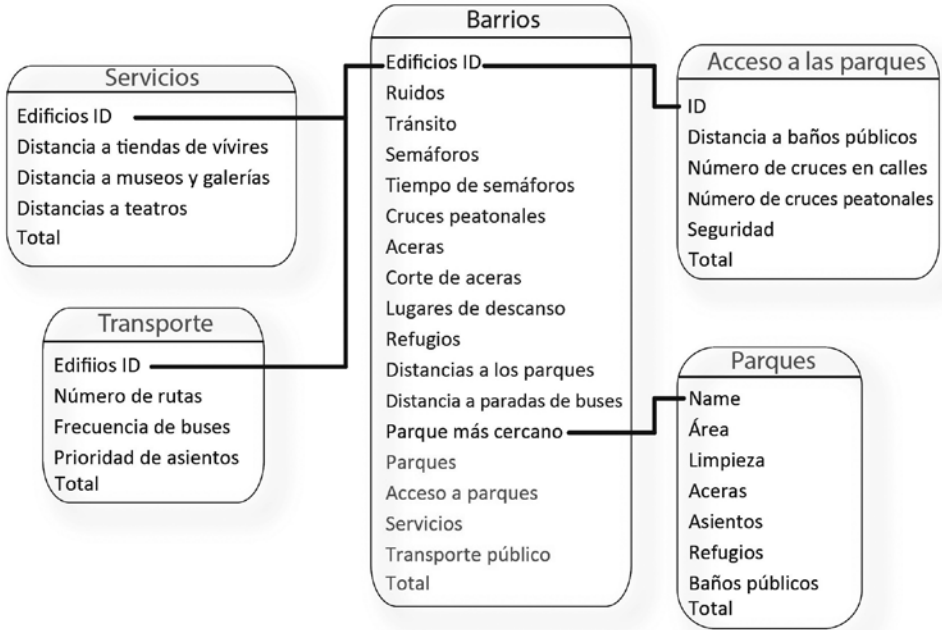 Barrios
Edificios ID
Ruidos
Tránsito
Semáforos
Tiempo de semáforos
Cruces peatonales
Aceras
Corte de aceras
Lugares de descanso
Refugios
Distancias a los parques
Distancia a paradas de buses
Parque más cercano
Parques
Acceso a parques
Servicios
Transporte público
Total
Servicios
Edificios ID
Distancia a tiendas de vívires
Distancia a museos y galerías
Distancias a teatros
Total
Transporte
Edifiios ID
Número de rutas
Frecuencia de buses
Prioridad de asientos
Total
Acceso a las parques
ID
Distancia a baños públicos
Número de cruces en calles
Número de cruces peatonales
Seguridad
Total
Parques
Name
Área
Limpieza
Aceras
Asientos
Refugios
Baños públicos
Total